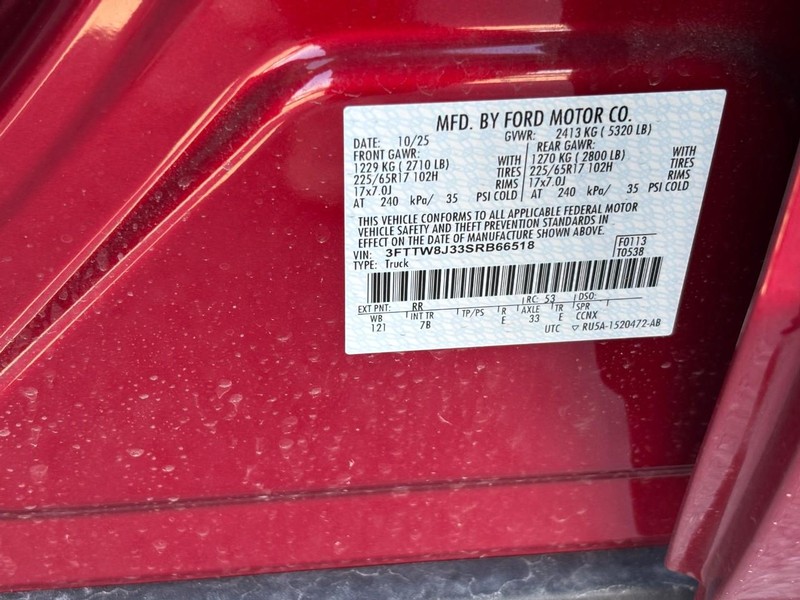 MFD. BY FORD MOTOR CO.
DATE: 10/25 GVWR: 2413 KG ( 5320 LB)
FRONT GAWR: REAR GAWR:
1229 KG ( 2710 LB) WITH 1270 KG ( 2800 LB) WITH
225/65R17 102H TIRES 225/65R17 102H TIRES
17x7.0J RIMS 17x7.0J RIMS
AT 240 kPa/ 35 PSI COLD AT 240 kPa/ 35 PSI COLD
THIS VEHICLE CONFORMS TO ALL APPLICABLE FEDERAL MOTOR
VEHICLE SAFETY AND THEFT PREVENTION STANDARDS IN
EFFECT ON THE DATE OF MANUFACTURE SHOWN ABOVE.
VIN: 3FTTW8J33SRB66518 F0113
TYPE: Truck T0538
EXT PNT: RR RC: 53 DSO:
WB INT TR TP/PS R AXLE TR SPR
121 7B E 33 E CCNX
UTC ▽ RU5A-1520472-AB